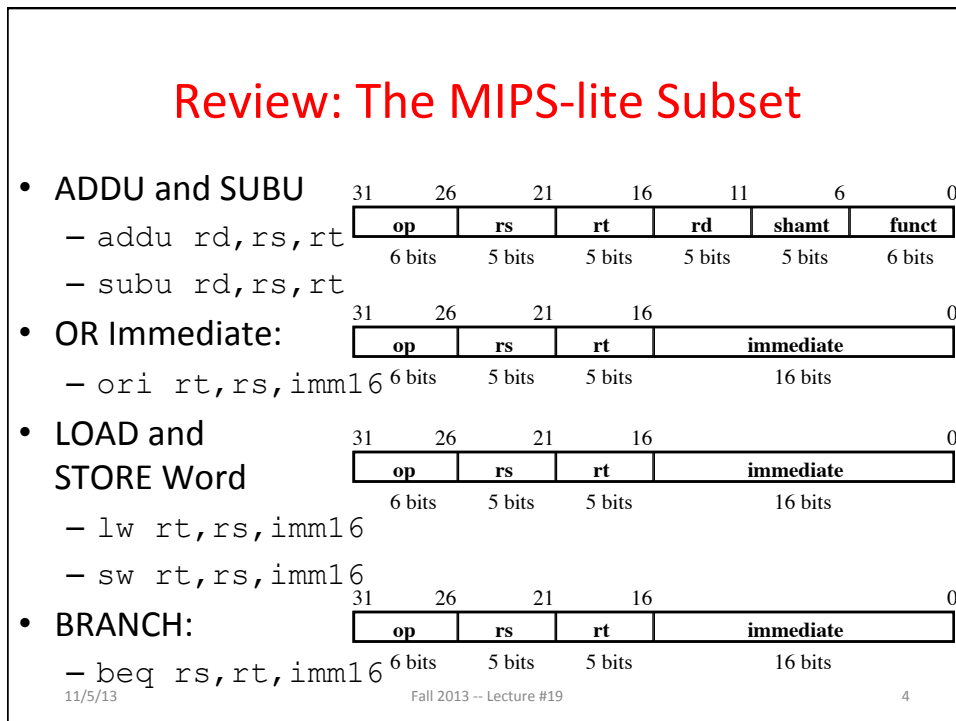 Review: The MIPS-lite Subset
• ADDU and SUBU
– addu rd,rs,rt
– subu rd,rs,rt
31 26 21 16 11 6 0
op rs rt rd shamt funct
6 bits 5 bits 5 bits 5 bits 5 bits 6 bits
• OR Immediate:
– ori rt,rs,imm16
31 26 21 16 0
op rs rt immediate
6 bits 5 bits 5 bits 16 bits
• LOAD and
STORE Word
– lw rt,rs,imm16
– sw rt,rs,imm16
31 26 21 16 0
op rs rt immediate
6 bits 5 bits 5 bits 16 bits
• BRANCH:
– beq rs,rt,imm16
31 26 21 16 0
op rs rt immediate
6 bits 5 bits 5 bits 16 bits
11/5/13 Fall 2013 -- Lecture #19 4